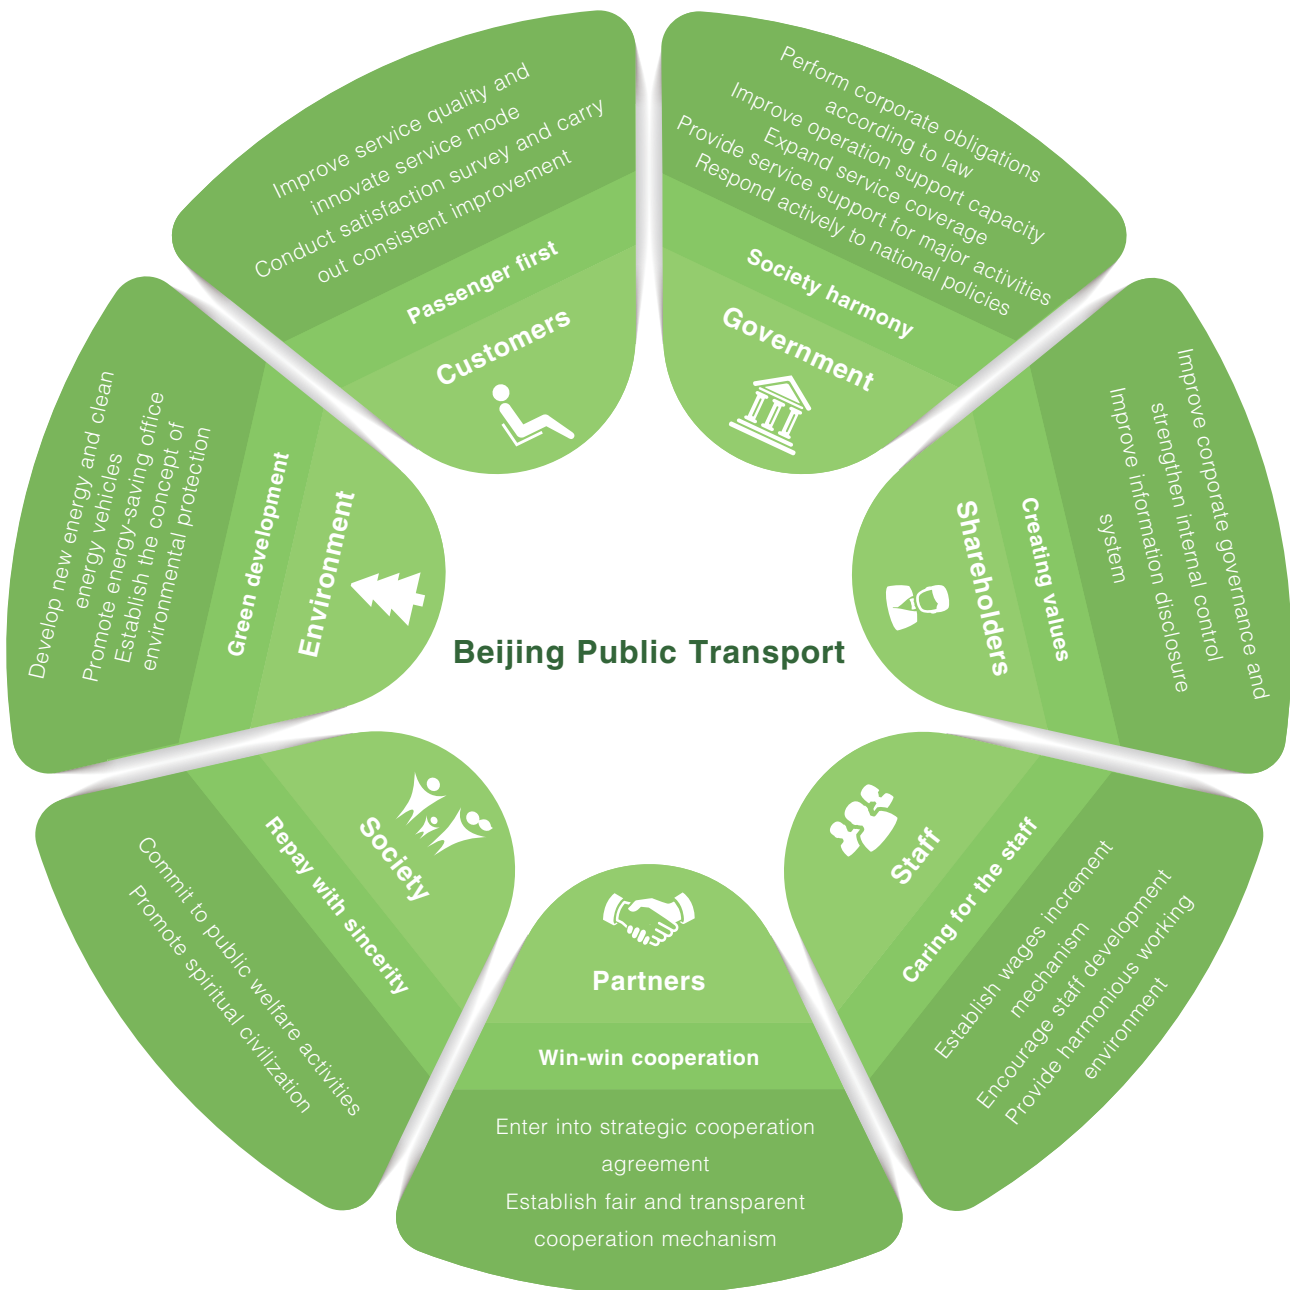 Beijing Public Transport
Government
Society harmony
Perform corporate obligations
according to law
Improve operation support capacity
Expand service coverage
Provide service support for major activities
Respond actively to national policies
Shareholders
Creating values
Improve corporate governance and
strengthen internal control
Improve information disclosure
system
Staff
Caring for the staff
Establish wages increment
mechanism
Encourage staff development
Provide harmonious working
environment
Partners
Win-win cooperation
Enter into strategic cooperation
agreement
Establish fair and transparent
cooperation mechanism
Society
Repay with sincerity
Commit to public welfare activities
Promote spiritual civilization
Environment
Green development
Develop new energy and clean
energy vehicles
Promote energy-saving office
Establish the concept of
environmental protection
Customers
Passenger first
Improve service quality and
innovate service mode
Conduct satisfaction survey and carry
out consistent improvement